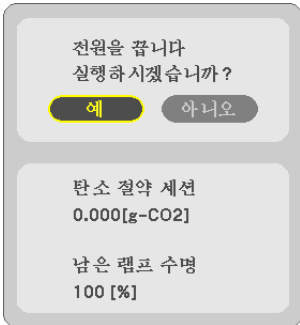 전원을 끕니다
실행하시겠습니까?
예 아니오
탄소 절약 세션
0.000[g-CO2]
남은 램프 수명
100 [%]